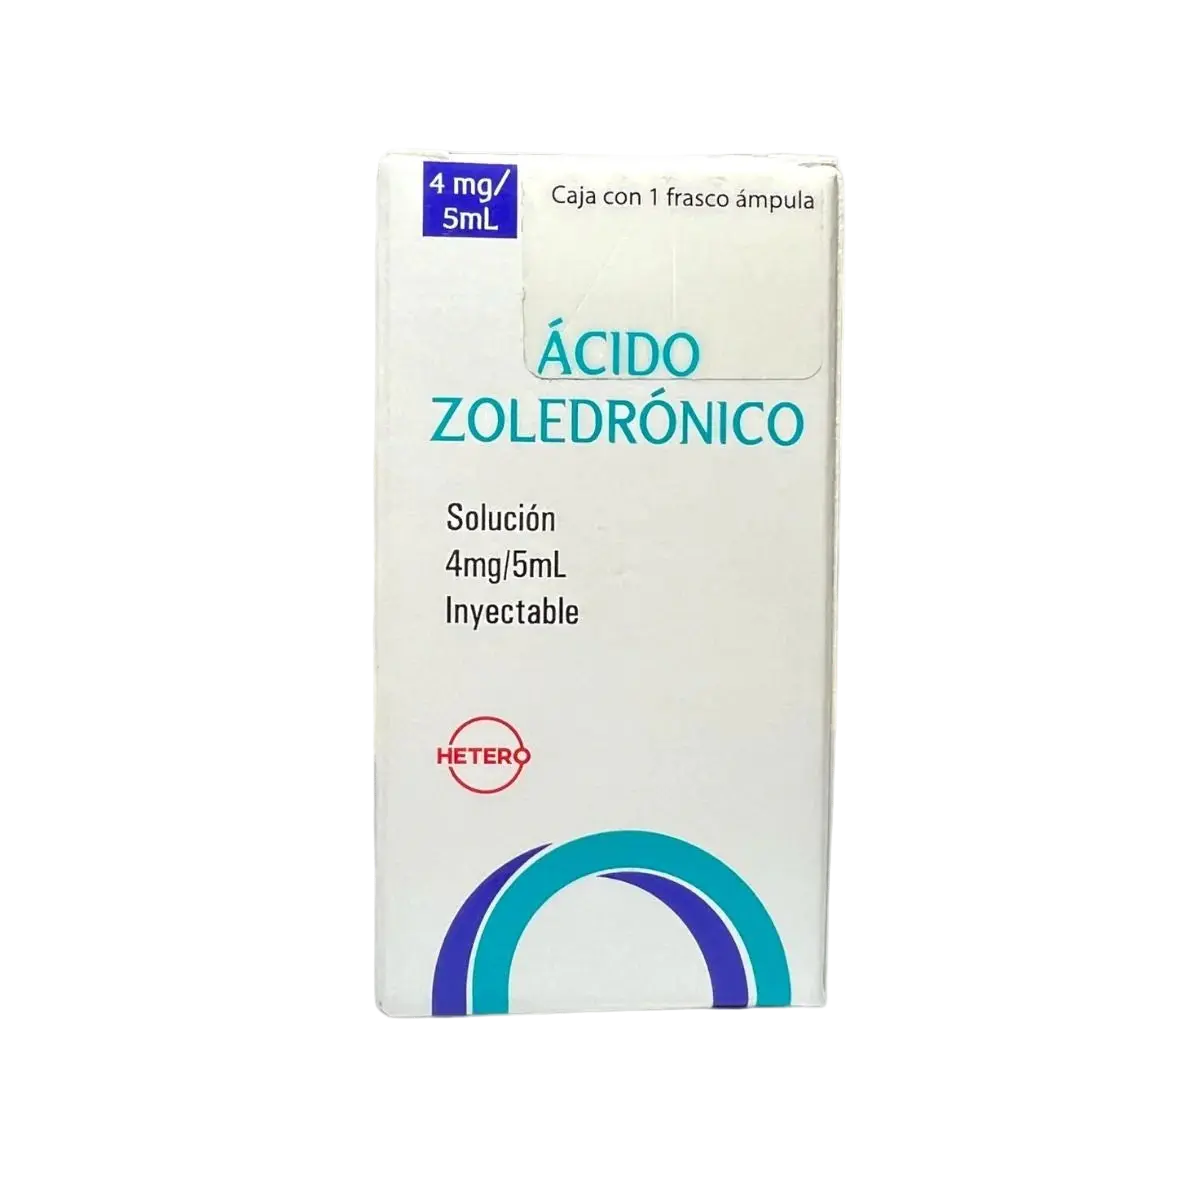 4 mg/
5mL
Caja con 1 frasco ámpula
ÁCIDO
ZOLEDRÓNICO
Solución
4mg/5mL
Inyectable
HETERO